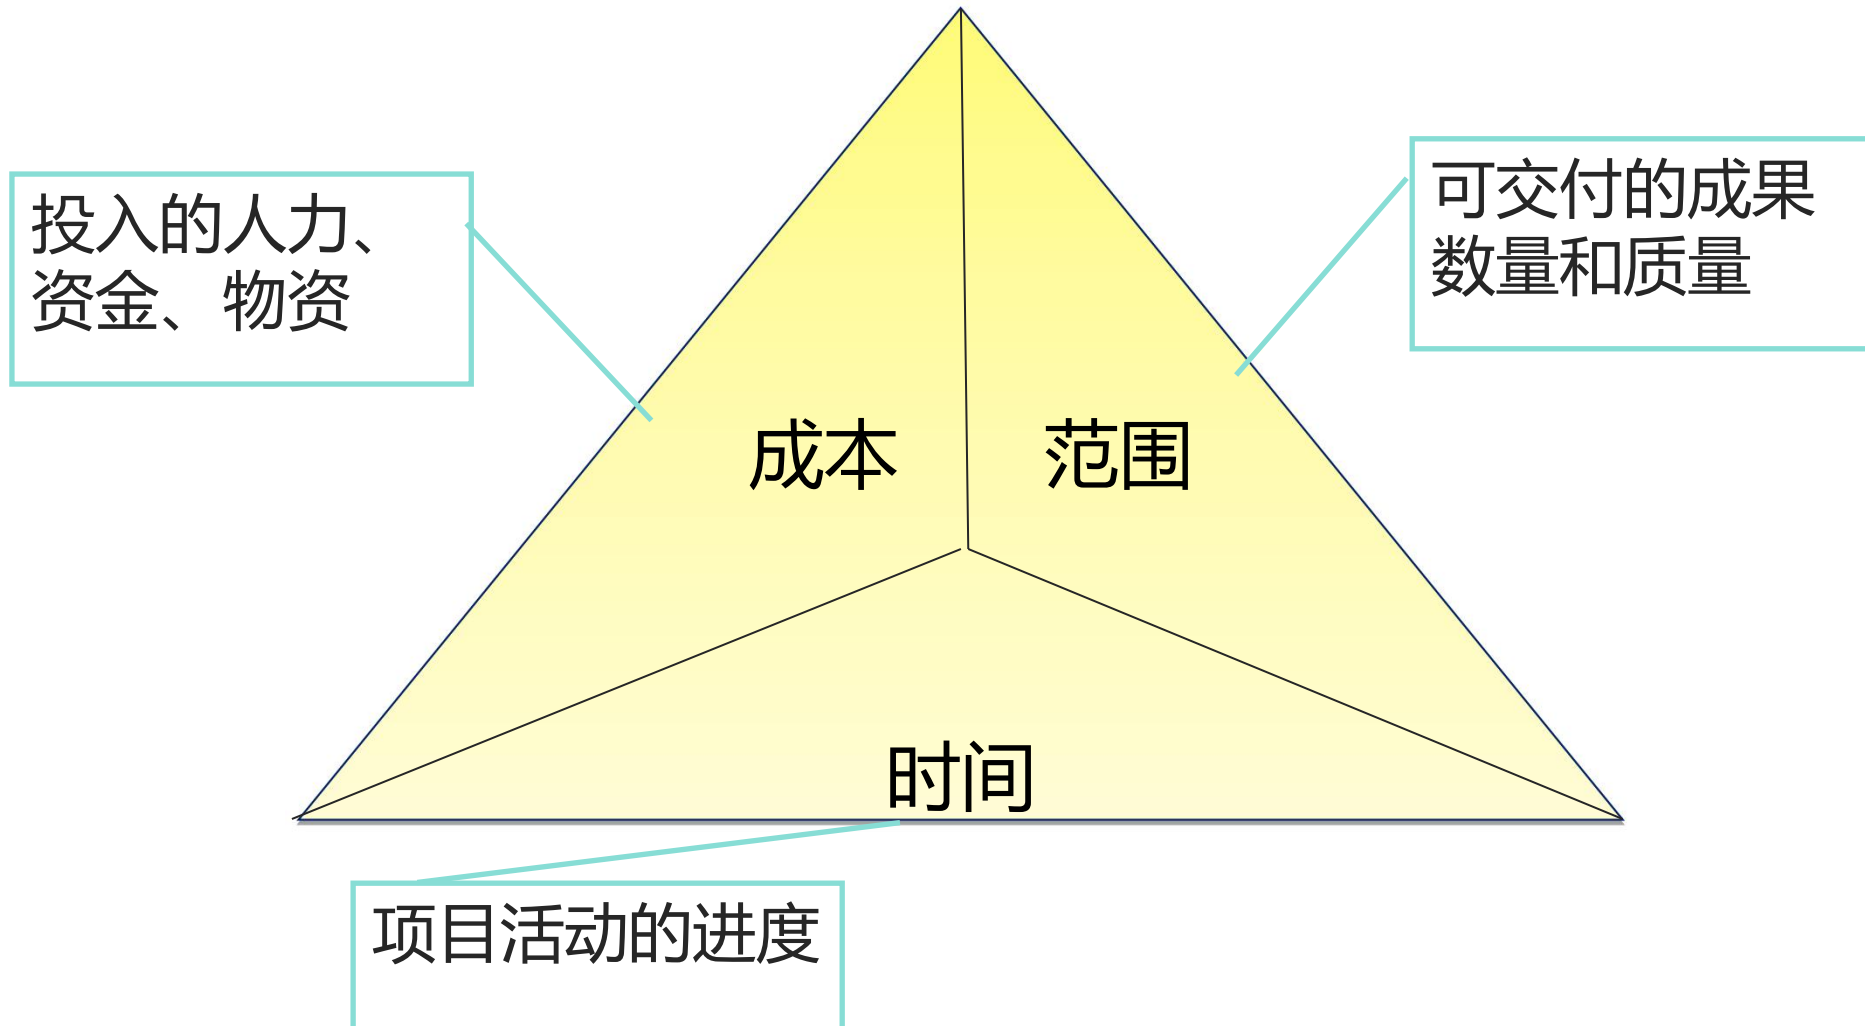 投入的人力、
资金、物资
可交付的成果
数量和质量
成本
范围
时间
项目活动的进度